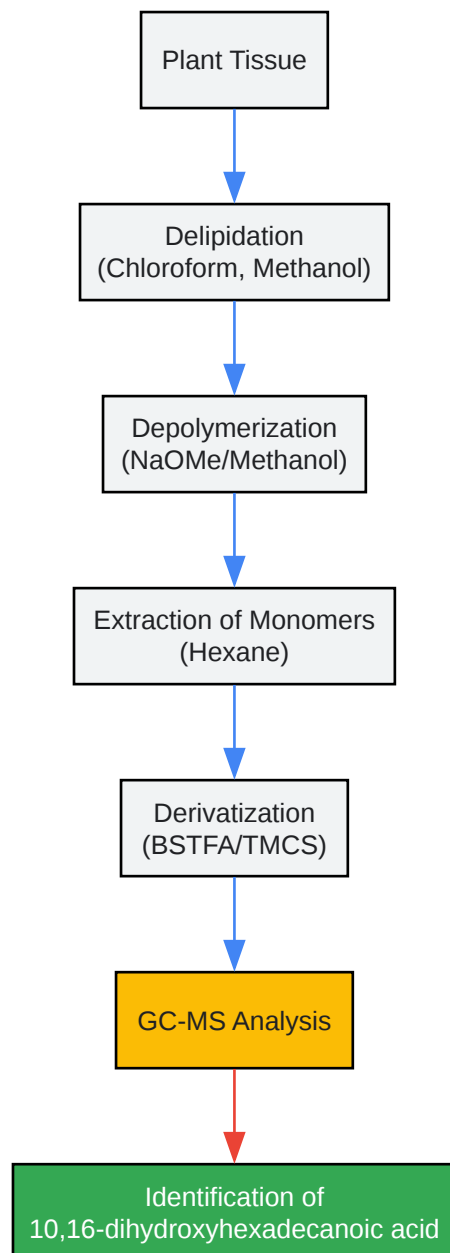 Plant Tissue
Delipidation
(Chloroform, Methanol)
Depolymerization
(NaOMe/Methanol)
Extraction of Monomers
(Hexane)
Derivatization
(BSTFA/TMCS)
GC-MS Analysis
Identification of
10,16-dihydroxyhexadecanoic acid